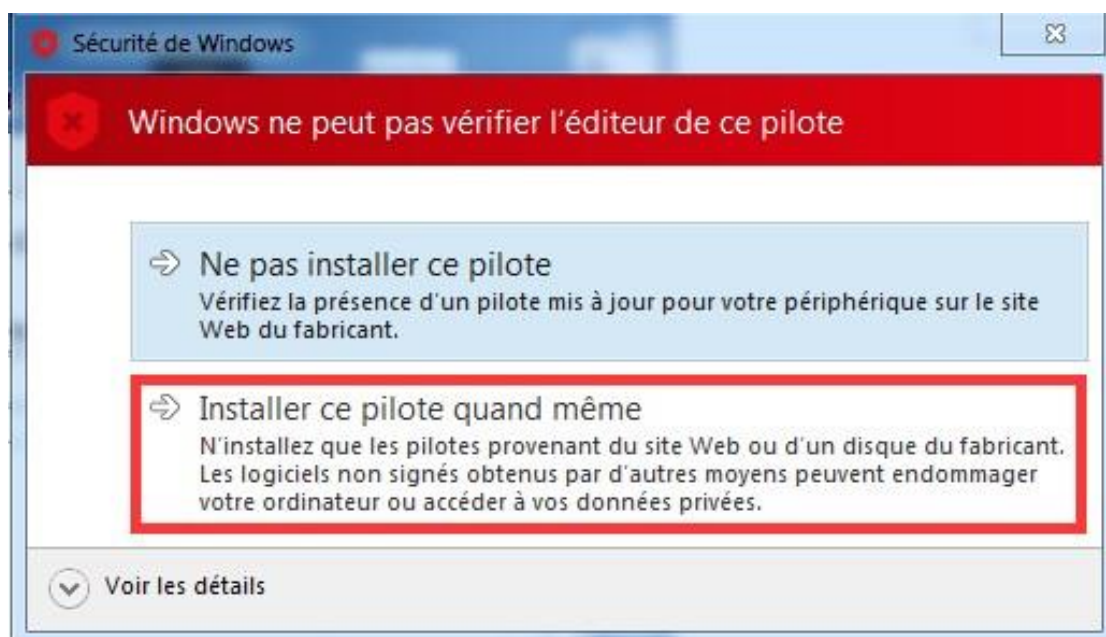 Sécurité de Windows
Windows ne peut pas vérifier l'éditeur de ce pilote
Ne pas installer ce pilote
Vérifiez la présence d'un pilote mis à jour pour votre périphérique sur le site
Web du fabricant.
Installer ce pilote quand même
N'installez que les pilotes provenant du site Web ou d'un disque du fabricant.
Les logiciels non signés obtenus par d'autres moyens peuvent endommager
votre ordinateur ou accéder à vos données privées.
Voir les détails